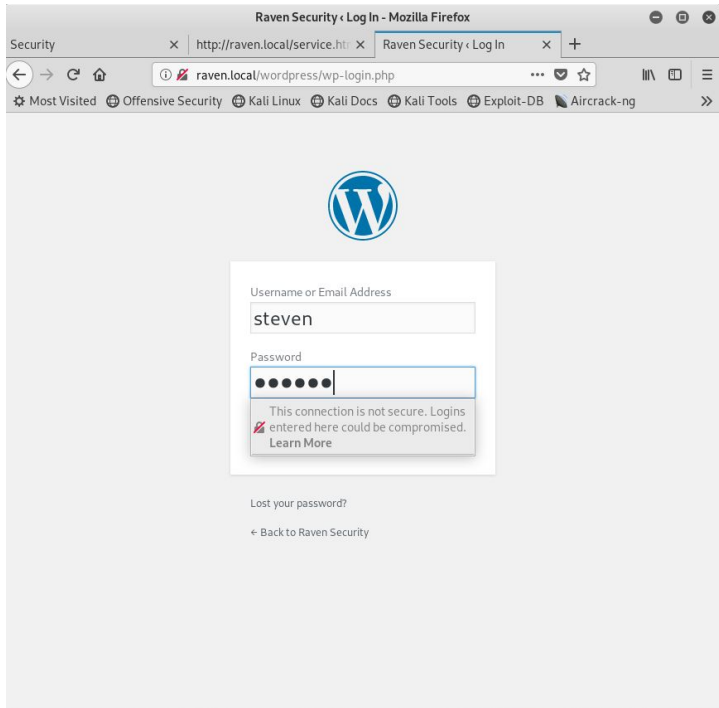 Raven Security ‹ Log In - Mozilla Firefox
Security × http://raven.local/service.htm × Raven Security ‹ Log In × +
raven.local/wordpress/wp-login.php
Most Visited Offensive Security Kali Linux Kali Docs Kali Tools Exploit-DB Aircrack-ng »
Username or Email Address
steven
Password
●●●●●●
This connection is not secure. Logins
entered here could be compromised.
Learn More
Lost your password?
← Back to Raven Security